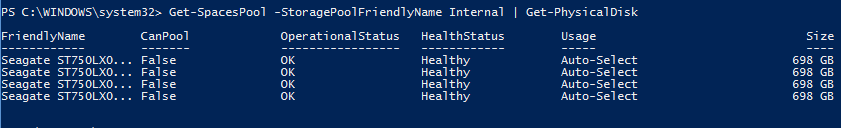 PS C:\WINDOWS\system32> Get-SpacesPool -StoragePoolFriendlyName Internal | Get-PhysicalDisk
FriendlyName CanPool OperationalStatus HealthStatus Usage Size
------------ ------- ----------------- ------------ ----- ----
Seagate ST750LX0... False OK Healthy Auto-Select 698 GB
Seagate ST750LX0... False OK Healthy Auto-Select 698 GB
Seagate ST750LX0... False OK Healthy Auto-Select 698 GB
Seagate ST750LX0... False OK Healthy Auto-Select 698 GB